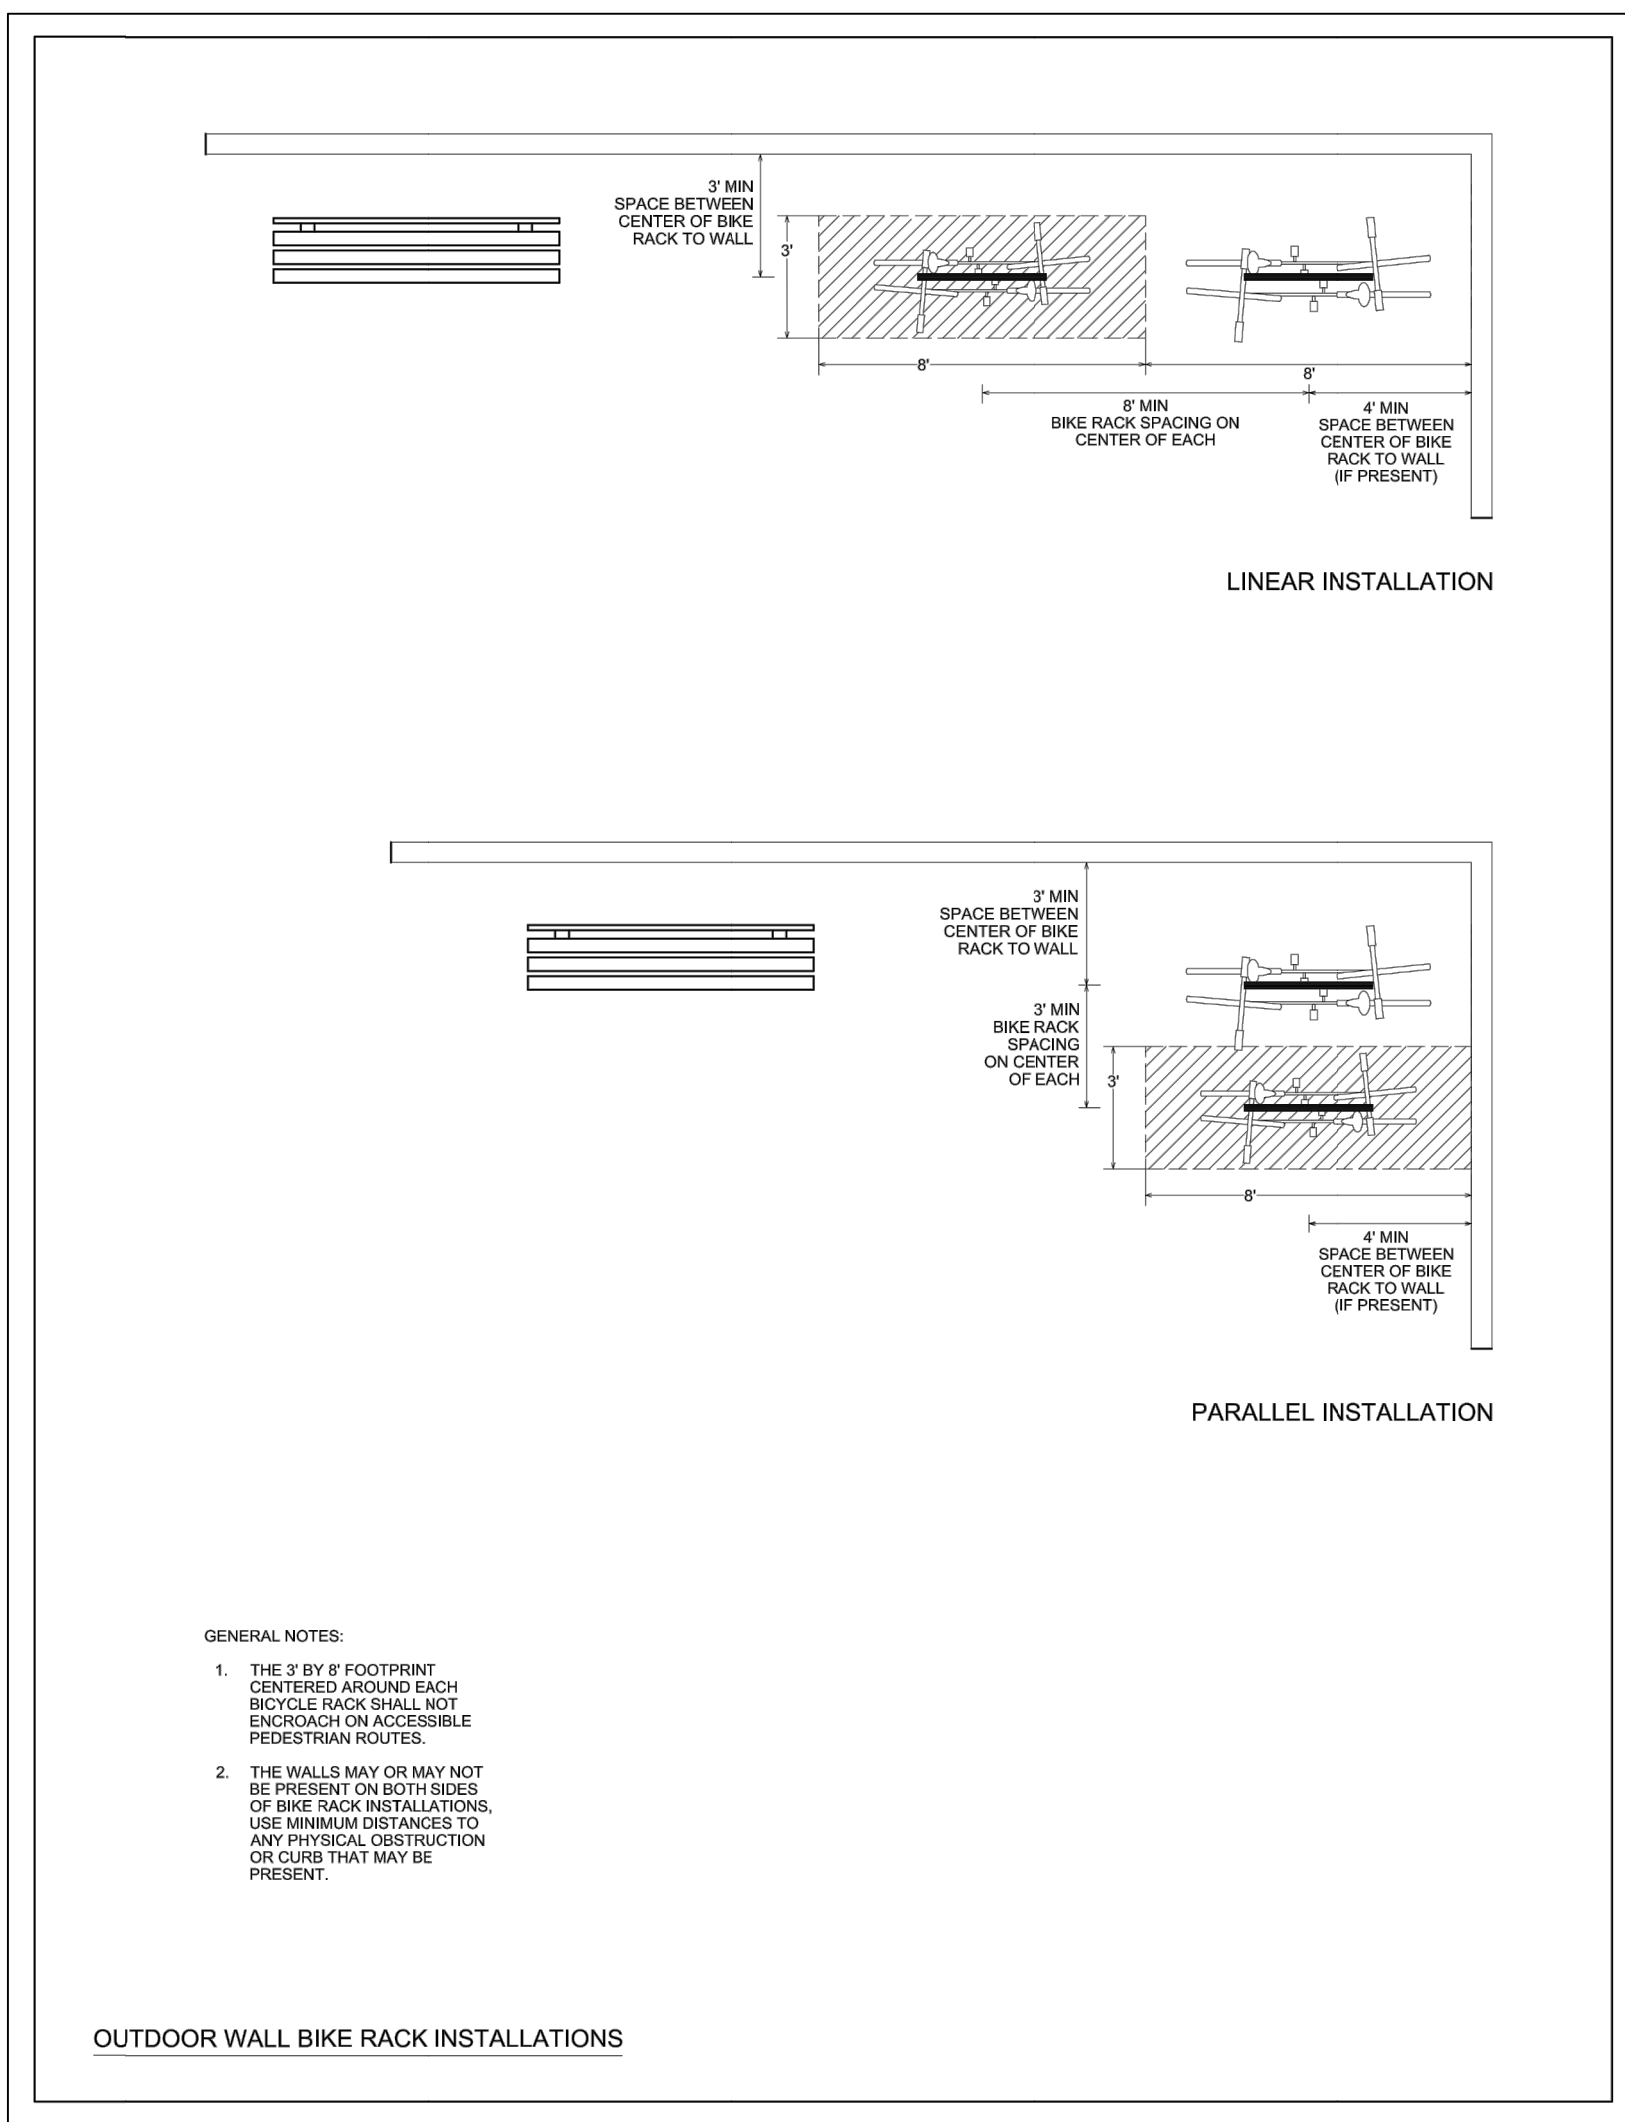 3' MIN
SPACE BETWEEN
CENTER OF BIKE
RACK TO WALL
3'
8'
8'
8' MIN
BIKE RACK SPACING ON
CENTER OF EACH
4' MIN
SPACE BETWEEN
CENTER OF BIKE
RACK TO WALL
(IF PRESENT)
LINEAR INSTALLATION
3' MIN
SPACE BETWEEN
CENTER OF BIKE
RACK TO WALL
3' MIN
BIKE RACK
SPACING
ON CENTER
OF EACH
3'
8'
4' MIN
SPACE BETWEEN
CENTER OF BIKE
RACK TO WALL
(IF PRESENT)
PARALLEL INSTALLATION
GENERAL NOTES:
1. THE 3' BY 8' FOOTPRINT
CENTERED AROUND EACH
BICYCLE RACK SHALL NOT
ENCROACH ON ACCESSIBLE
PEDESTRIAN ROUTES.
2. THE WALLS MAY OR MAY NOT
BE PRESENT ON BOTH SIDES
OF BIKE RACK INSTALLATIONS,
USE MINIMUM DISTANCES TO
ANY PHYSICAL OBSTRUCTION
OR CURB THAT MAY BE
PRESENT.
OUTDOOR WALL BIKE RACK INSTALLATIONS